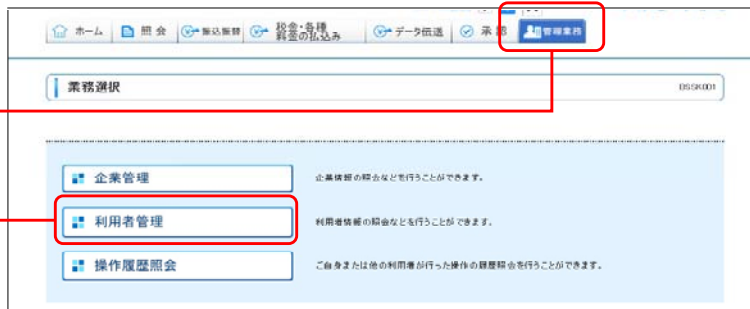 ホーム
照会
振込振替
税金・各種
料金の払込み
データ伝送
承認
管理業務
業務選択
BSSK001
企業管理
企業情報の照会などを行うことができます。
利用者管理
利用者情報の照会などを行うことができます。
操作履歴照会
ご自身または他の利用者が行った操作の履歴照会を行うことができます。